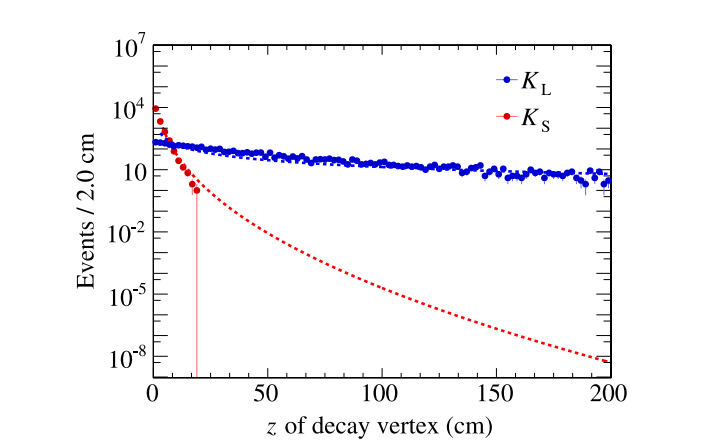 10^7
10^4
10
10^-2
10^-5
10^-8
Events / 2.0 cm
K_L
K_S
0 50 100 150 200
z of decay vertex (cm)